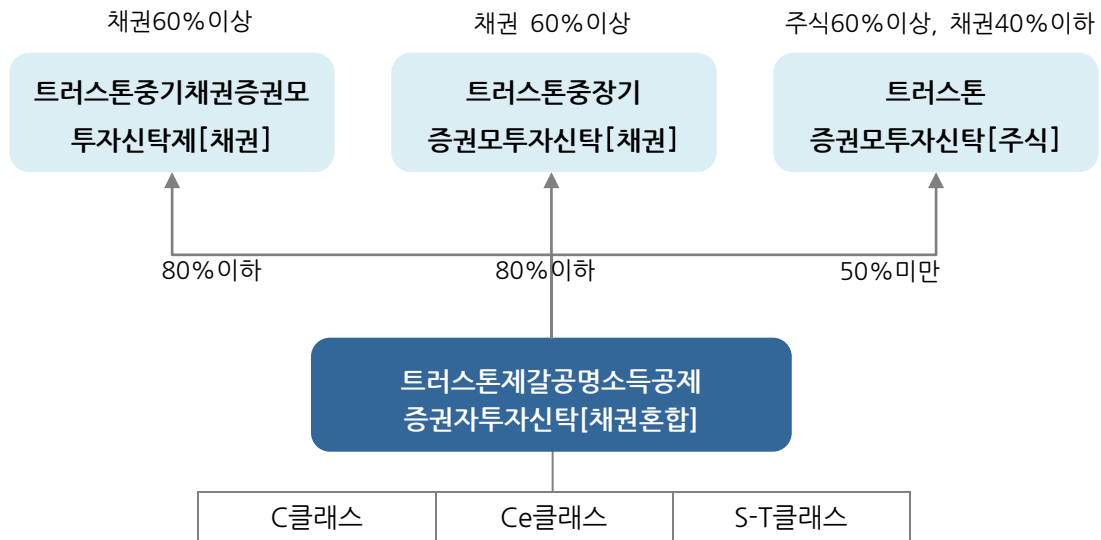 채권60%이상
채권 60%이상
주식60%이상, 채권40%이하
트러스톤중기채권증권모
투자신탁제[채권]
트러스톤중장기
증권모투자신탁[채권]
트러스톤
증권모투자신탁[주식]
80%이하
80%이하
50%미만
트러스톤제갈공명소득공제
증권자투자신탁[채권혼합]
C클래스
Ce클래스
S-T클래스